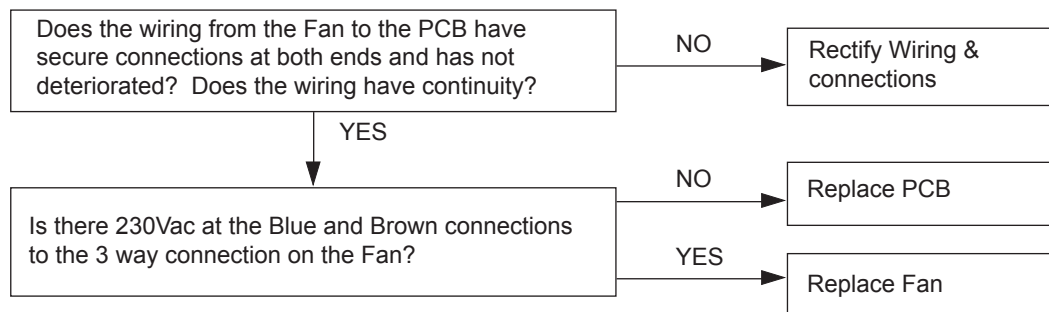 Does the wiring from the Fan to the PCB have
secure connections at both ends and has not
deteriorated?  Does the wiring have continuity?
NO
Rectify Wiring &
connections
YES
Is there 230Vac at the Blue and Brown connections
to the 3 way connection on the Fan?
NO
Replace PCB
YES
Replace Fan